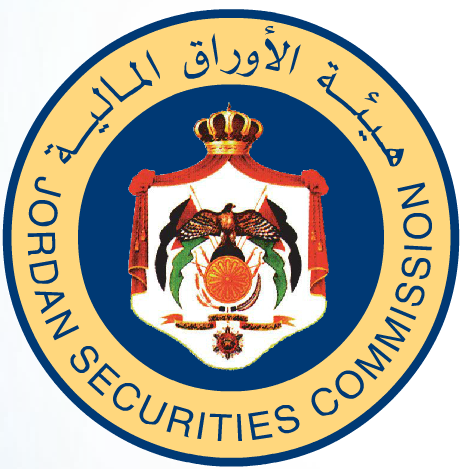 هيئة الأوراق المالية
JORDAN SECURITIES COMMISSION